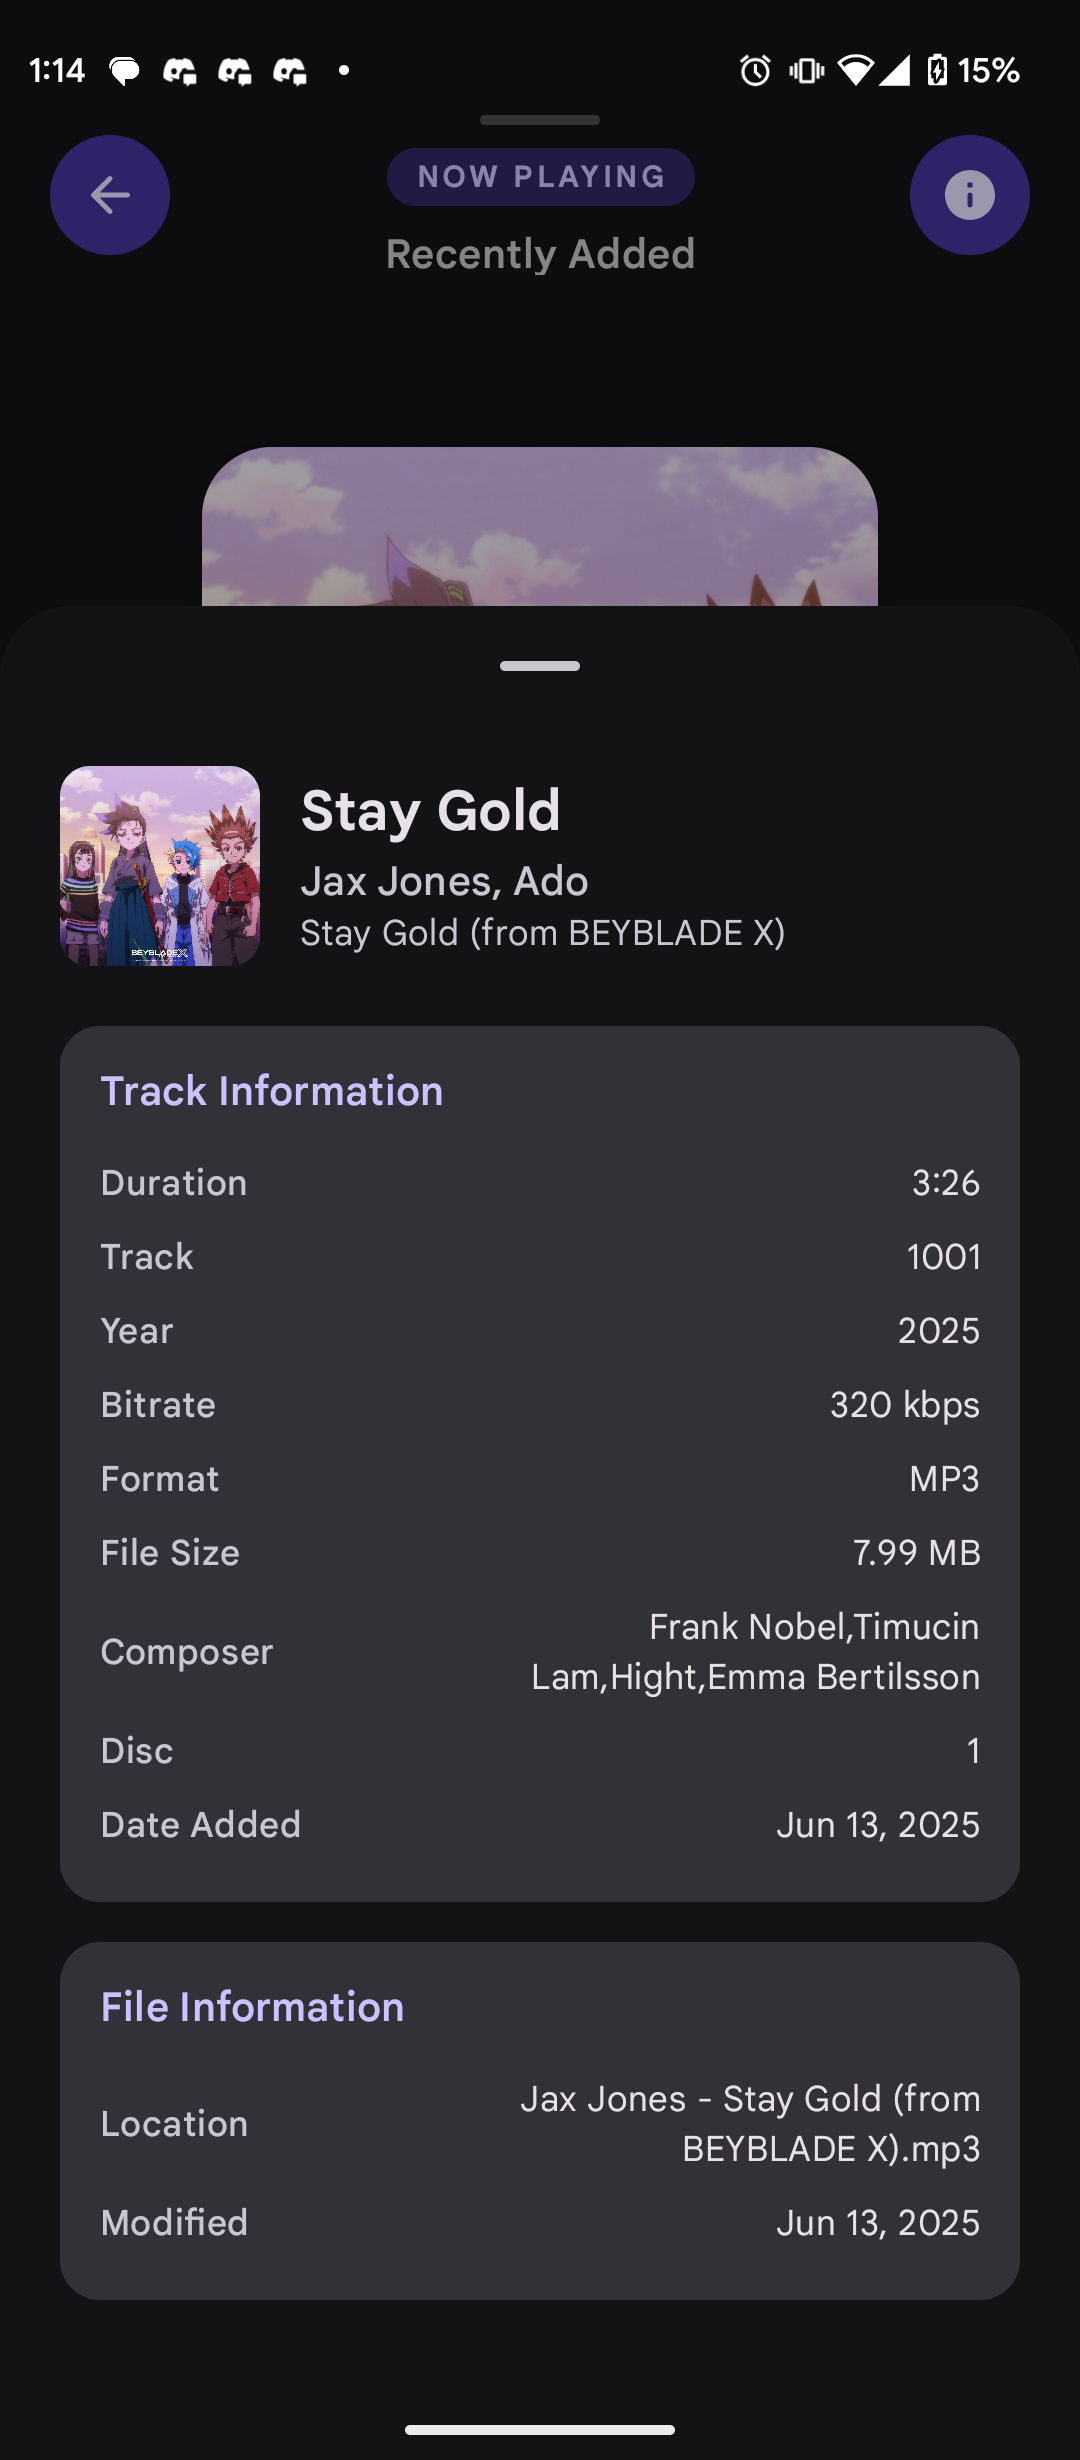 1:14
15%
NOW PLAYING
Recently Added
BEYBLADE X
Stay Gold
Jax Jones, Ado
Stay Gold (from BEYBLADE X)
Track Information
Duration 3:26
Track 1001
Year 2025
Bitrate 320 kbps
Format MP3
File Size 7.99 MB
Composer Frank Nobel,Timucin
Lam,Hight,Emma Bertilsson
Disc 1
Date Added Jun 13, 2025
File Information
Location Jax Jones - Stay Gold (from
BEYBLADE X).mp3
Modified Jun 13, 2025